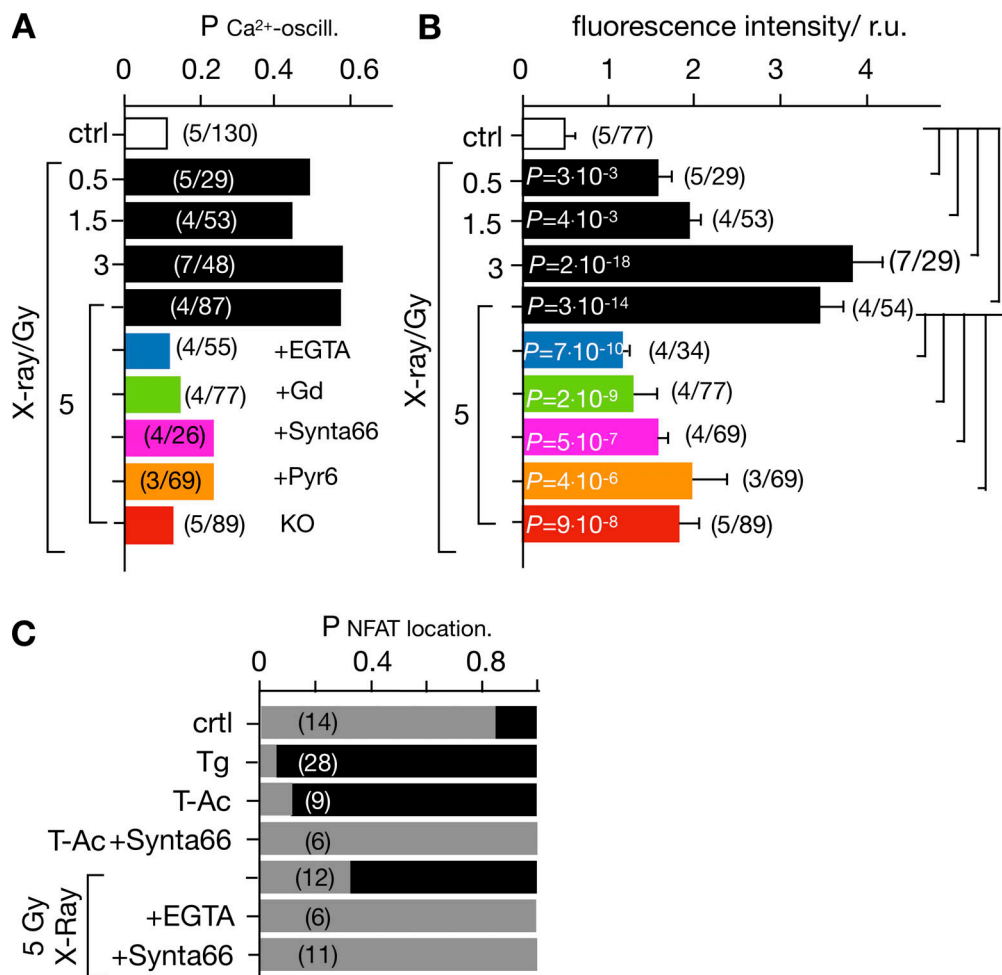 A
P Ca²⁺-oscill.
0 0.2 0.4 0.6
ctrl (5/130)
0.5 (5/29)
1.5 (4/53)
3 (7/48)
(4/87)
(4/55) +EGTA
(4/77) +Gd
(4/26) +Synta66
(3/69) +Pyr6
(5/89) KO
5
X-ray/Gy
B
fluorescence intensity/ r.u.
0 1 2 3 4
ctrl (5/77)
0.5 P=3·10⁻³ (5/29)
1.5 P=4·10⁻³ (4/53)
3 P=2·10⁻¹⁸ (7/29)
P=3·10⁻¹⁴ (4/54)
P=7·10⁻¹⁰ (4/34)
P=2·10⁻⁹ (4/77)
P=5·10⁻⁷ (4/69)
P=4·10⁻⁶ (3/69)
P=9·10⁻⁸ (5/89)
5
X-ray/Gy
C
P NFAT location.
0 0.4 0.8
crtl (14)
Tg (28)
T-Ac (9)
T-Ac+Synta66 (6)
(12)
+EGTA (6)
+Synta66 (11)
5 Gy
X-Ray